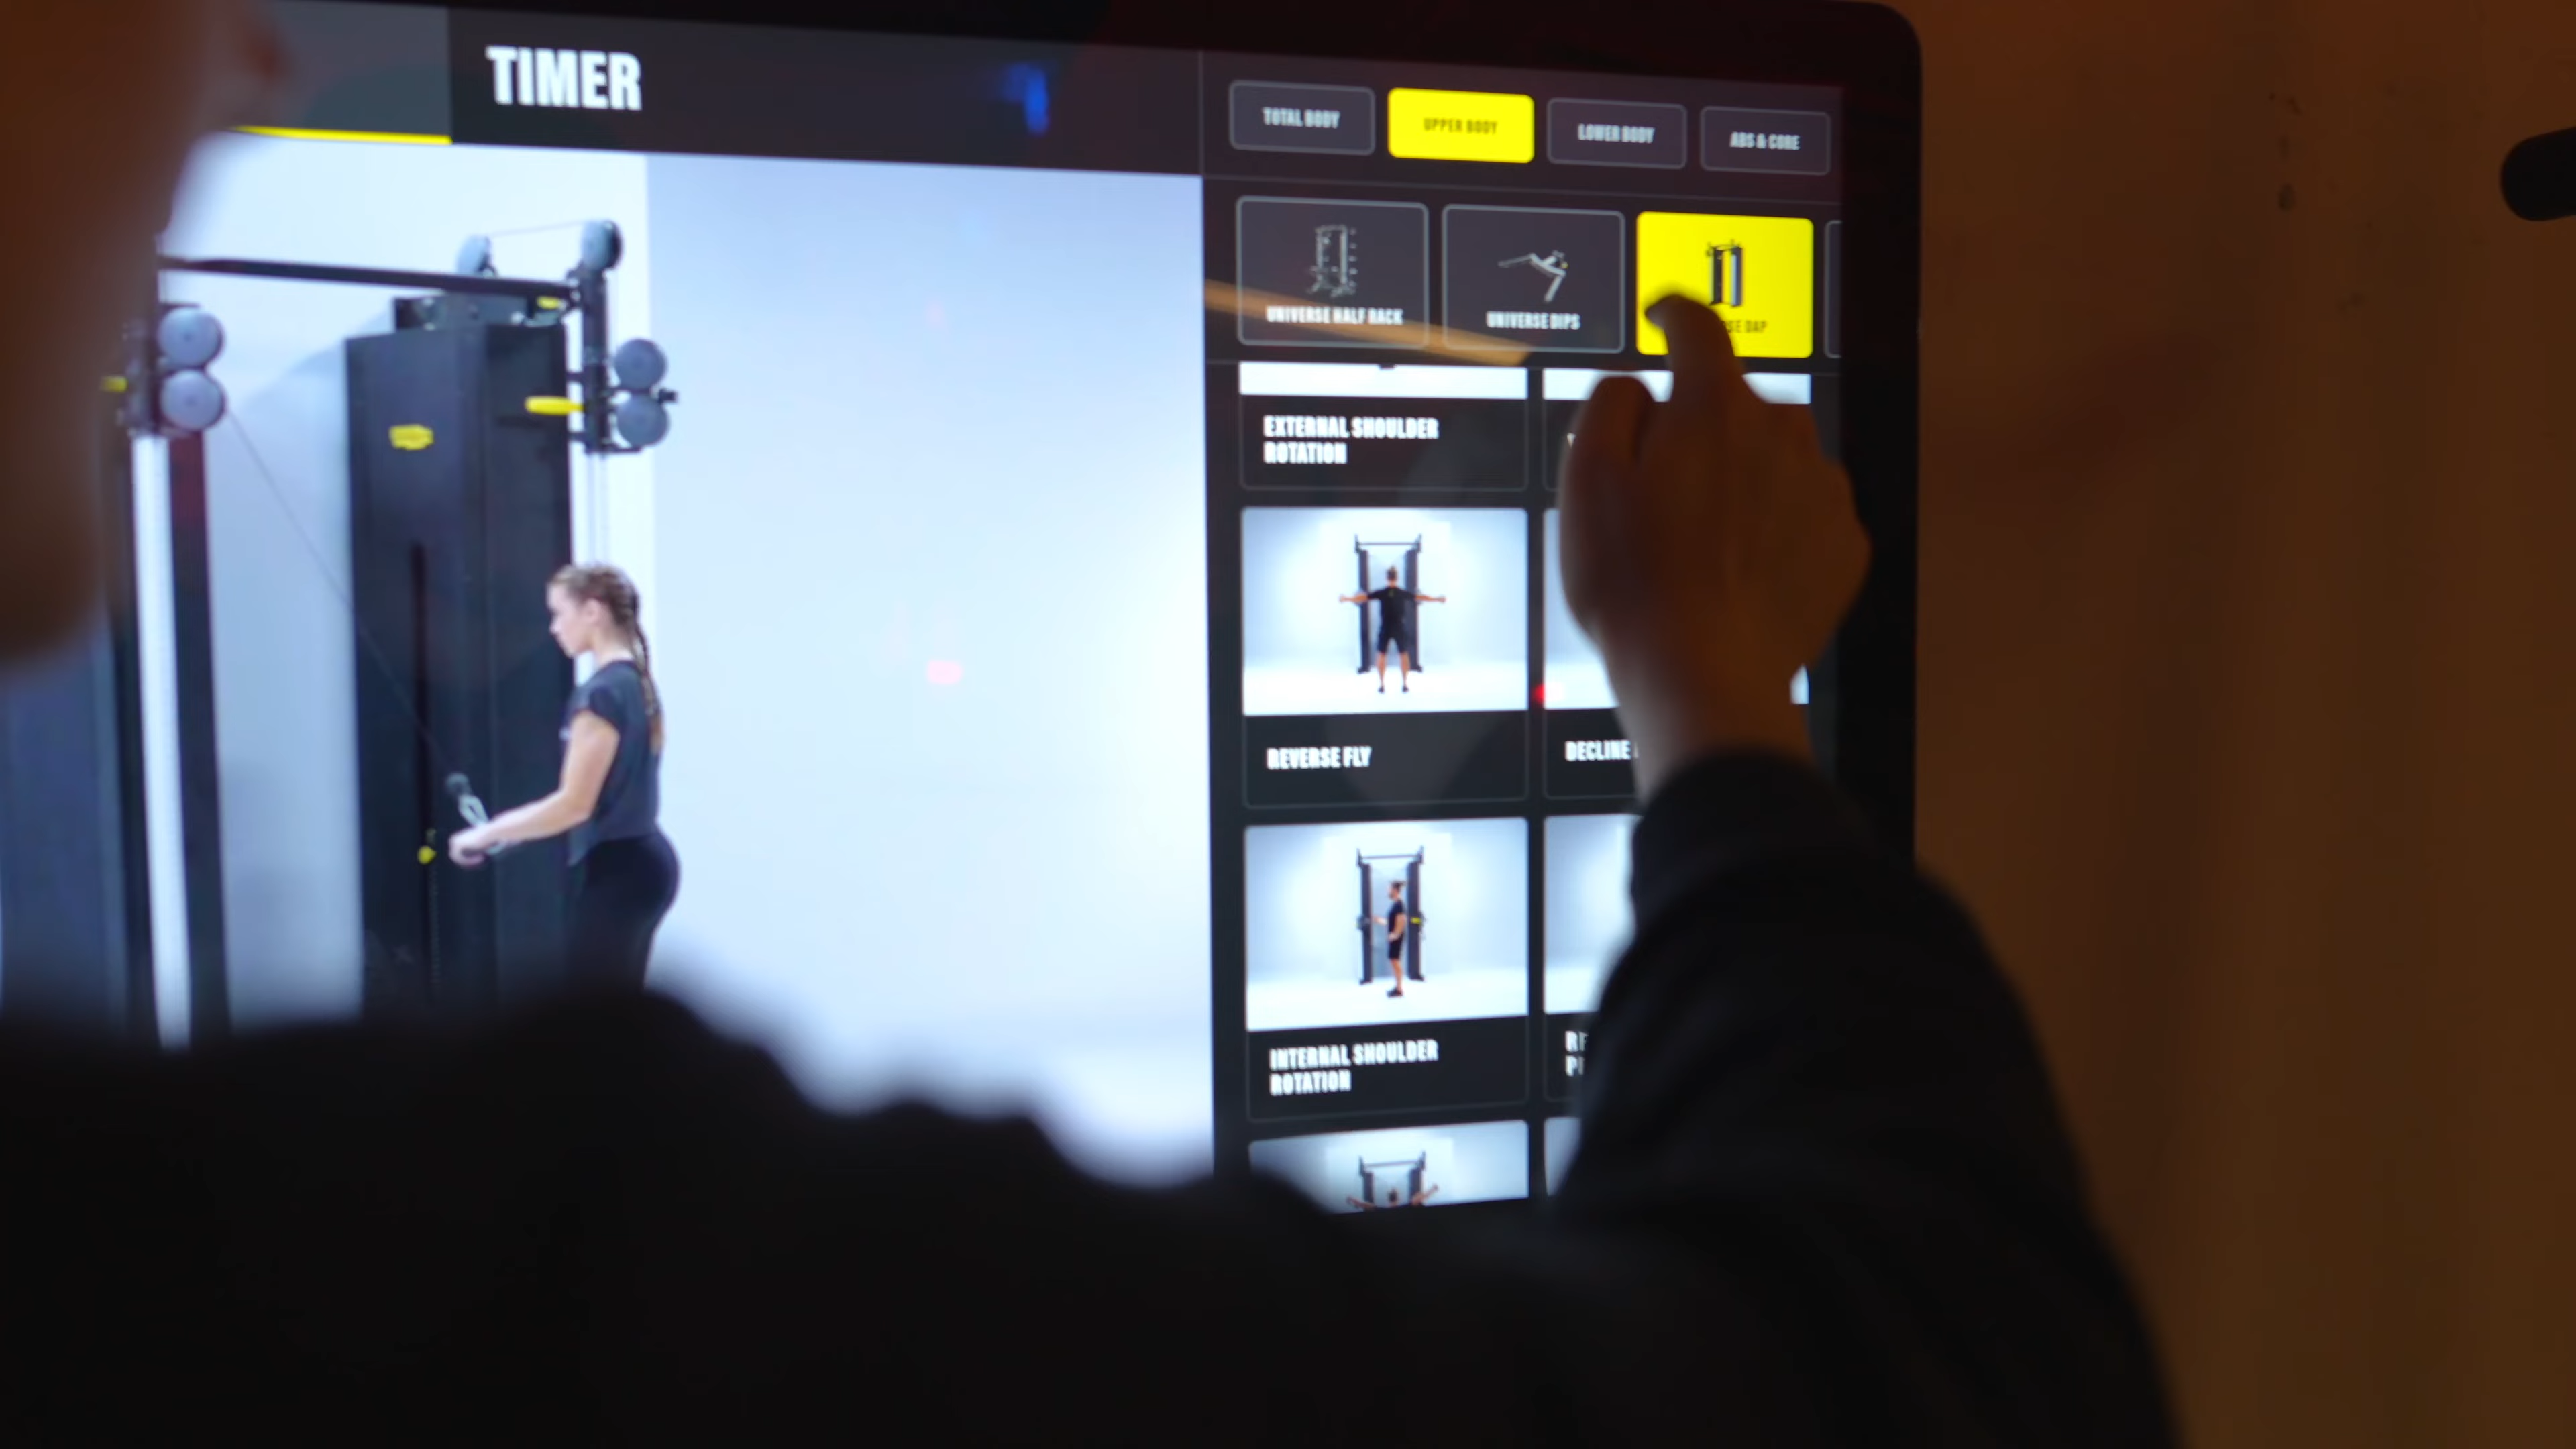 TIMER
TOTAL BODY
UPPER BODY
LOWER BODY
ABS & CORE
UNIVERSE HALF RACK
UNIVERSE DIPS
DAP
EXTERNAL SHOULDER
ROTATION
REVERSE FLY
DECLINE
INTERNAL SHOULDER
ROTATION